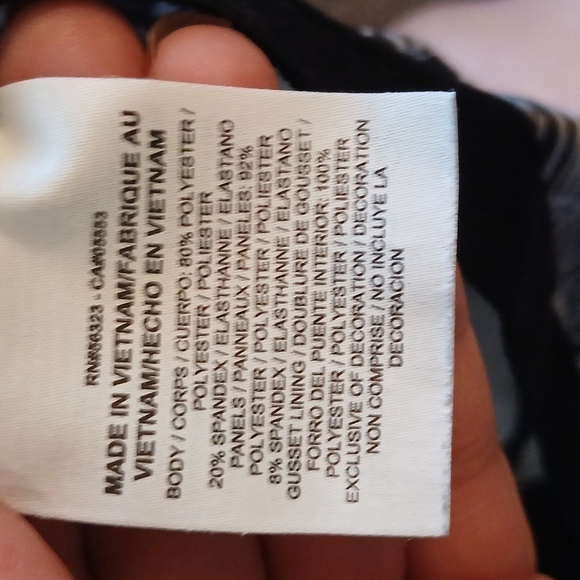 RN#56323 - CA#05553
MADE IN VIETNAM/FABRIQUE AU
VIETNAM/HECHO EN VIETNAM
BODY / CORPS / CUERPO: 80% POLYESTER /
POLYESTER / POLIESTER
20% SPANDEX / ELASTHANNE / ELASTANO
PANELS / PANNEAUX / PANELES: 92%
POLYESTER / POLYESTER / POLIESTER
8% SPANDEX / ELASTHANNE / ELASTANO
GUSSET LINING / DOUBLURE DE GOUSSET /
FORRO DEL PUENTE INTERIOR: 100%
POLYESTER / POLYESTER / POLIESTER
EXCLUSIVE OF DECORATION / DECORATION
NON COMPRISE / NO INCLUYE LA
DECORACION